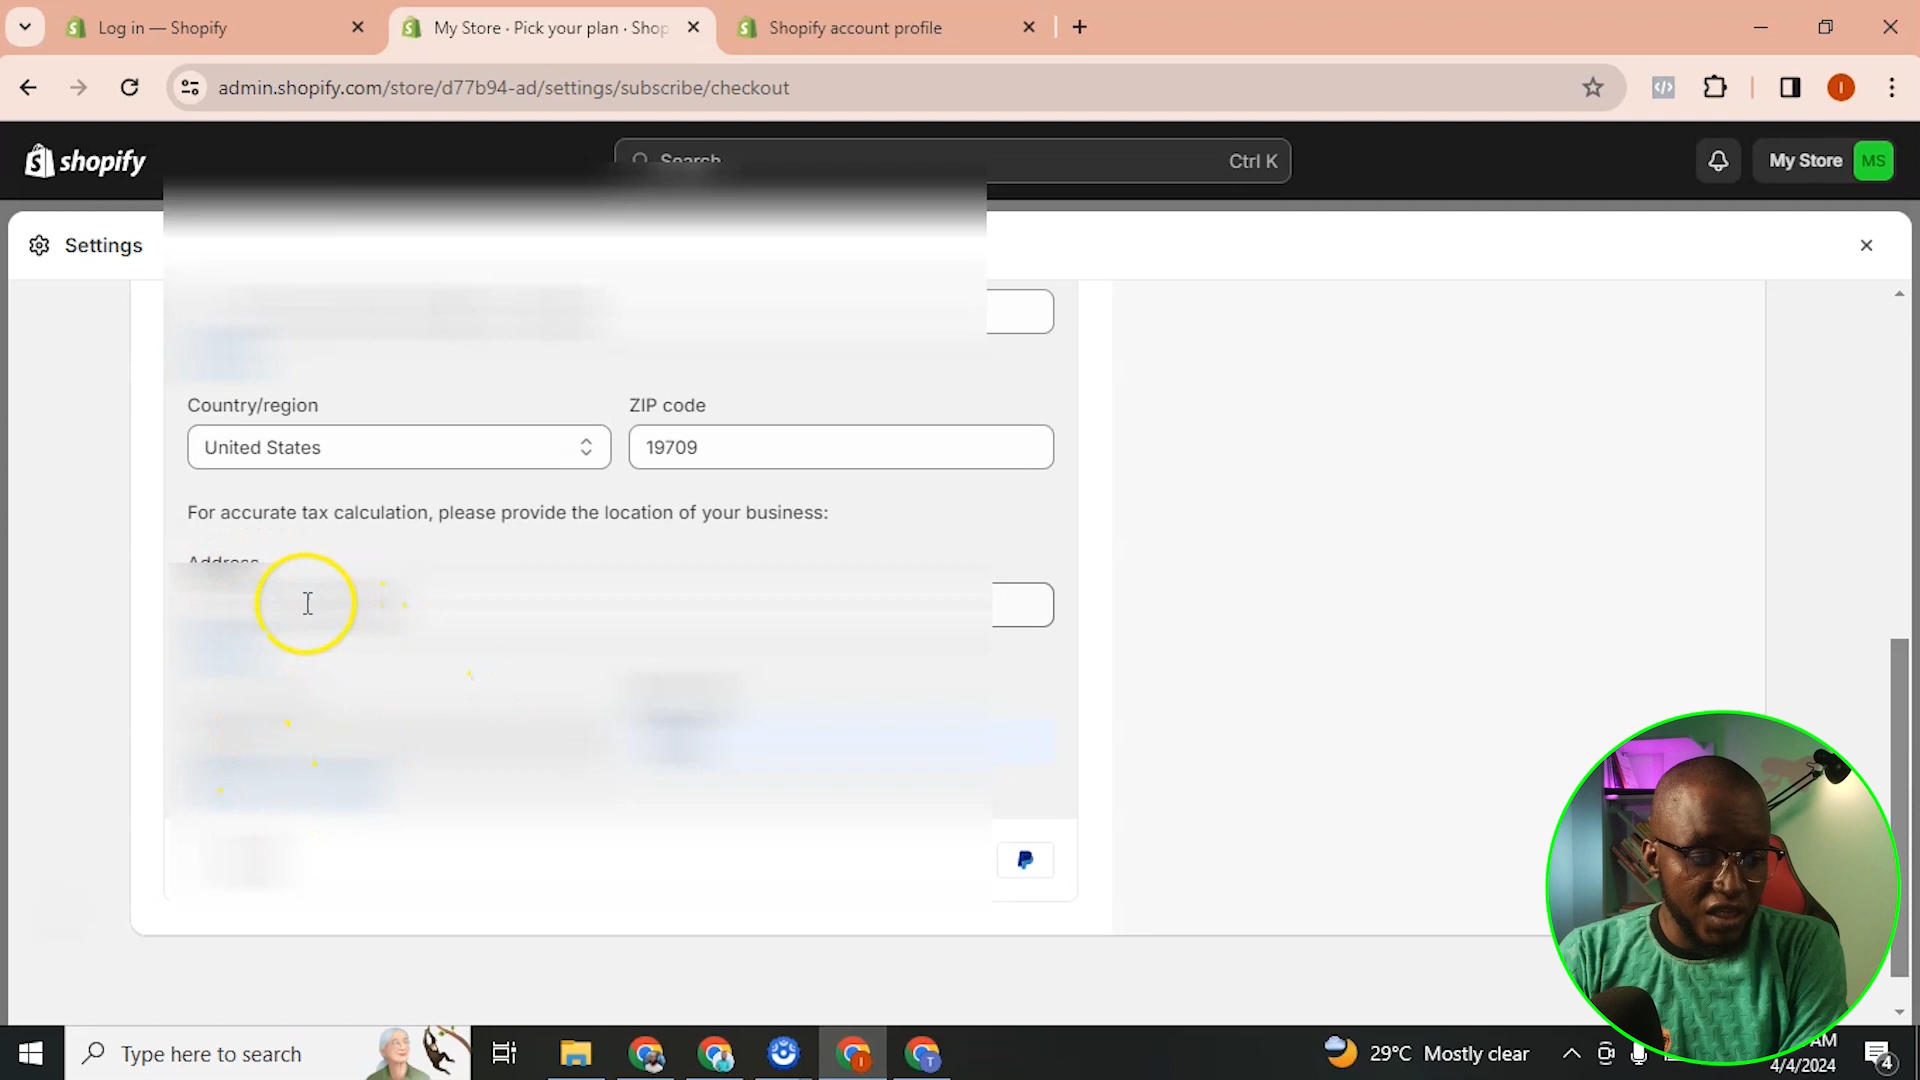 Log in — Shopify
My Store · Pick your plan · Shop
Shopify account profile
admin.shopify.com/store/d77b94-ad/settings/subscribe/checkout
shopify
Search
Ctrl K
My Store
MS
Settings
Country/region
ZIP code
United States
19709
For accurate tax calculation, please provide the location of your business:
Address
Type here to search
29°C Mostly clear
AM
4/4/2024
4
I
T